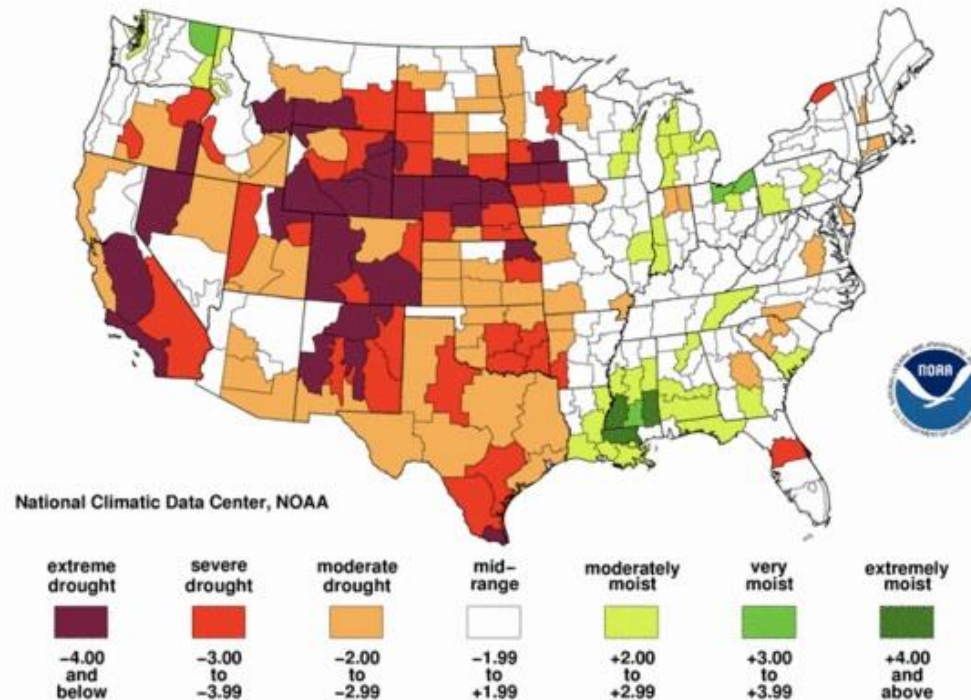 NOAA
National Climatic Data Center, NOAA
extreme drought
severe drought
moderate drought
mid-range
moderately moist
very moist
extremely moist
-4.00 and below
-3.00 to -3.99
-2.00 to -2.99
-1.99 to +1.99
+2.00 to +2.99
+3.00 to +3.99
+4.00 and above